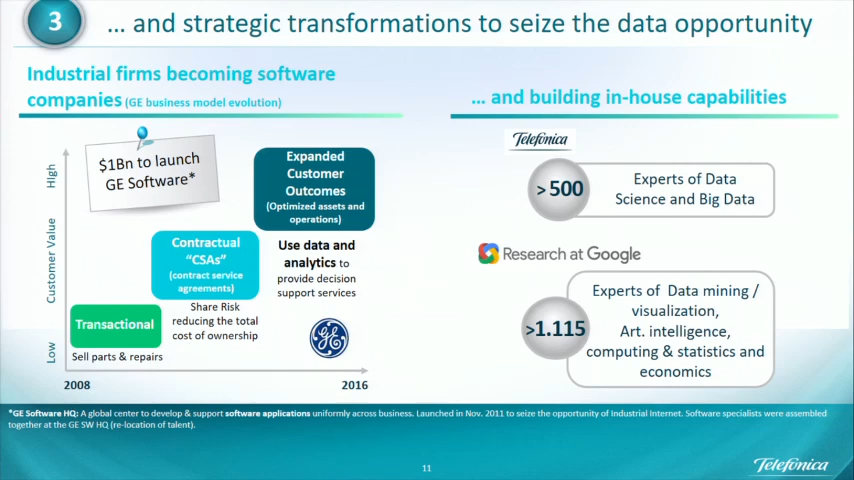 3
... and strategic transformations to seize the data opportunity
Industrial firms becoming software
companies (GE business model evolution)
... and building in-house capabilities
$1Bn to launch
GE Software*
HIgh
Customer Value
Low
Expanded
Customer
Outcomes
(Optimized assets and
operations)
Contractual
“CSAs”
(contract service
agreements)
Use data and
analytics to
provide decision
support services
Transactional
Share Risk
reducing the total
cost of ownership
Sell parts & repairs
GE
2008
2016
Telefónica
> 500
Experts of Data
Science and Big Data
Research at Google
>1.115
Experts of Data mining /
visualization,
Art. intelligence,
computing & statistics and
economics
*GE Software HQ: A global center to develop & support software applications uniformly across business. Launched in Nov. 2011 to seize the opportunity of Industrial Internet. Software specialists were assembled
together at the GE SW HQ (re-location of talent).
11
Telefónica